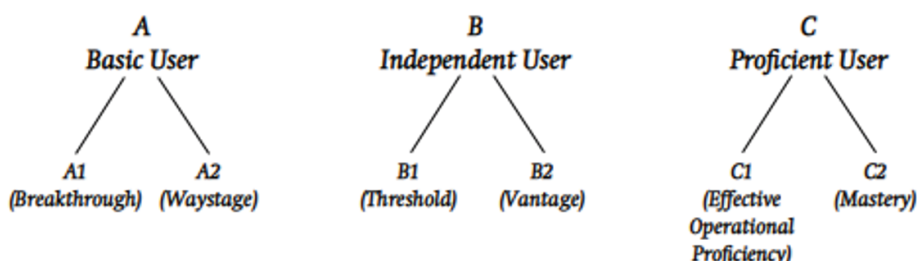 A
Basic User
B
Independent User
C
Proficient User
A1
(Breakthrough)
A2
(Waystage)
B1
(Threshold)
B2
(Vantage)
C1
(Effective
Operational
Proficiency)
C2
(Mastery)